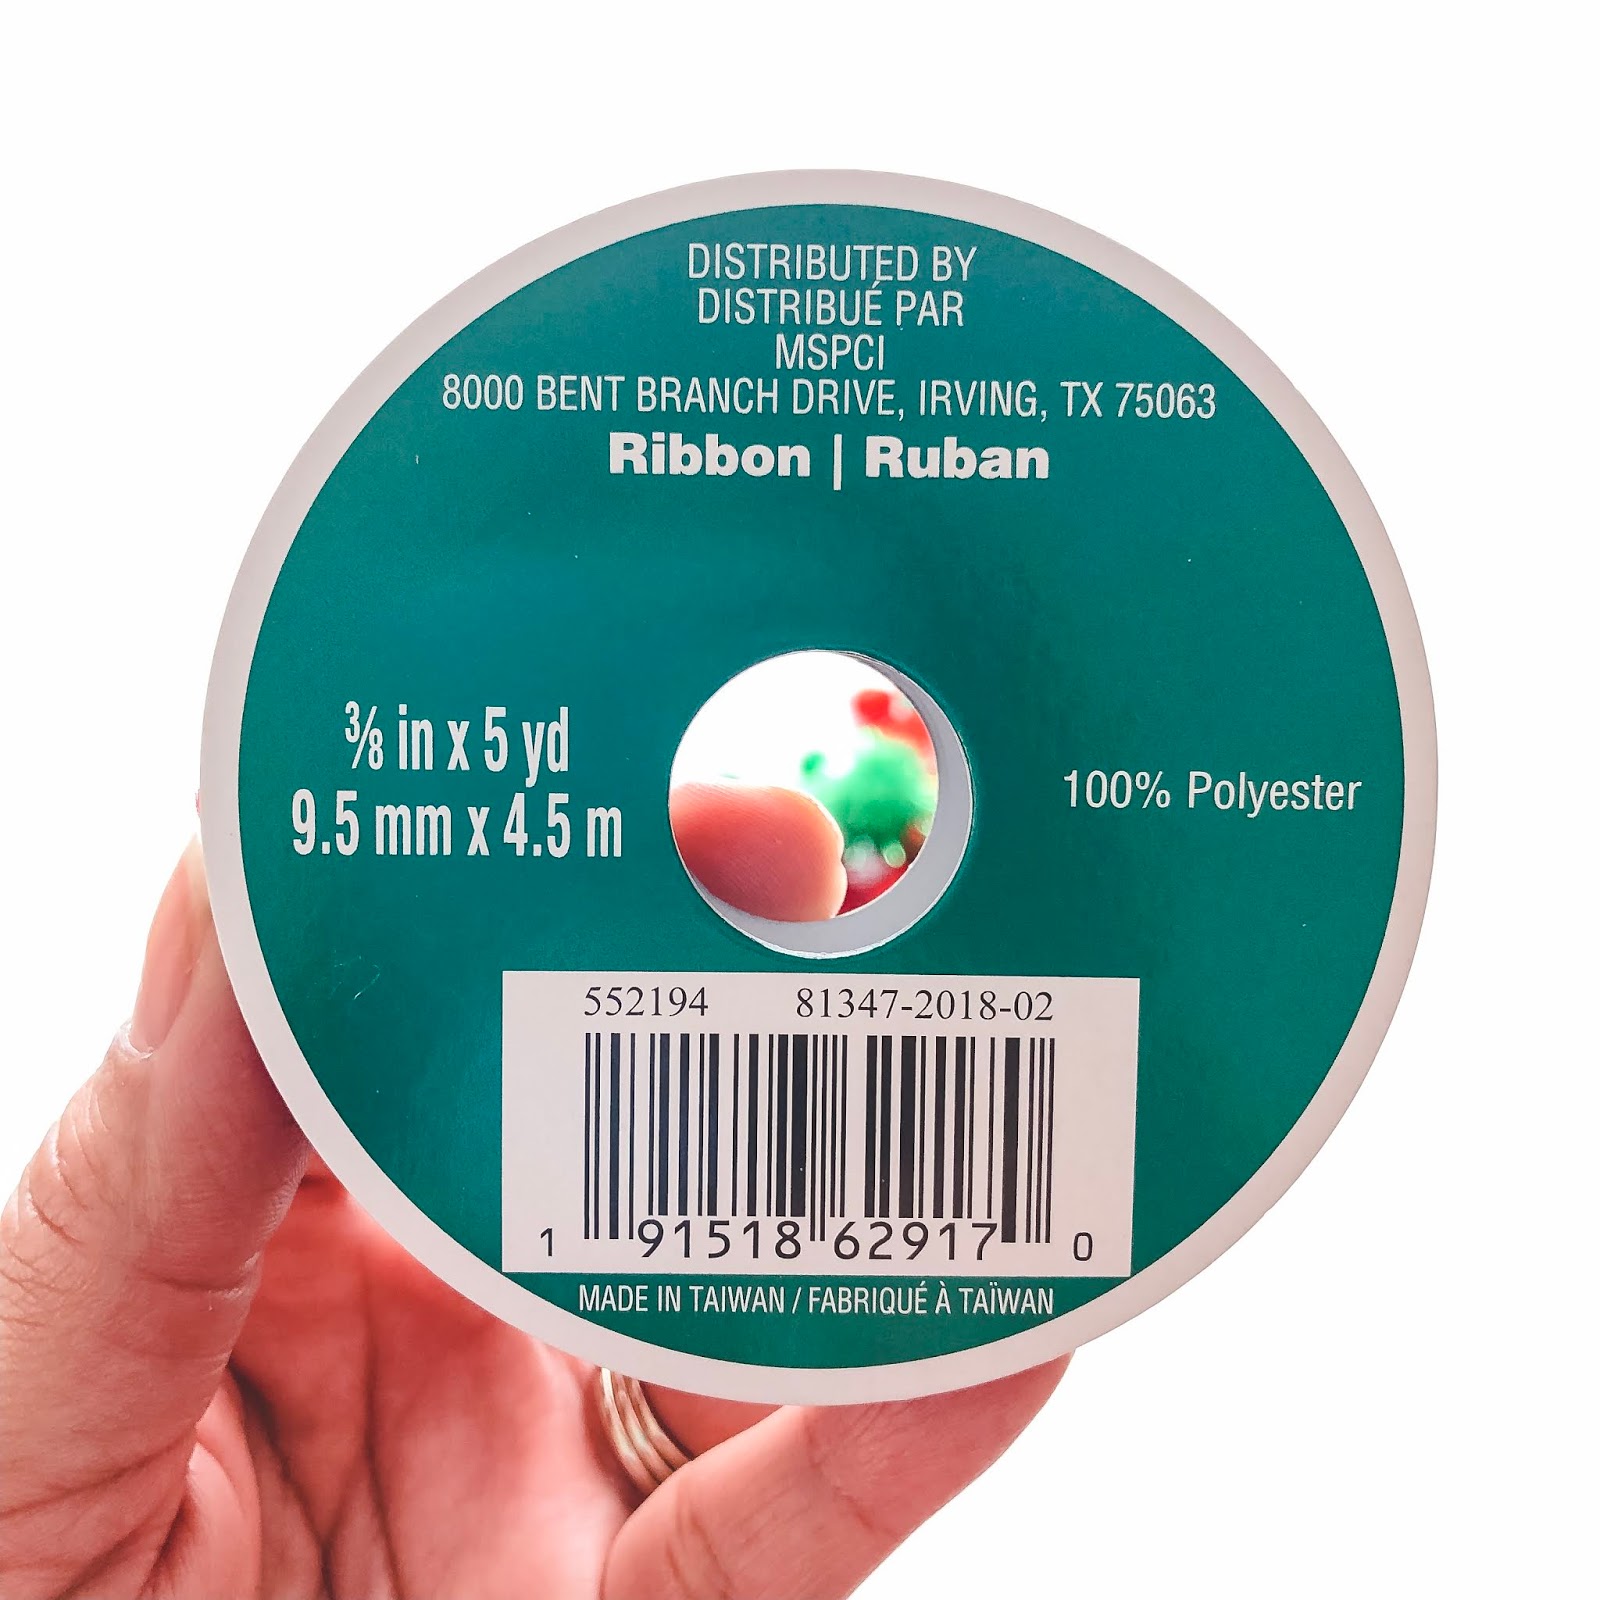 DISTRIBUTED BY
DISTRIBUÉ PAR
MSPCI
8000 BENT BRANCH DRIVE, IRVING, TX 75063
Ribbon | Ruban
⅜ in x 5 yd
9.5 mm x 4.5 m
100% Polyester
552194 81347-2018-02
1 91518 62917 0
MADE IN TAIWAN / FABRIQUÉ À TAÏWAN